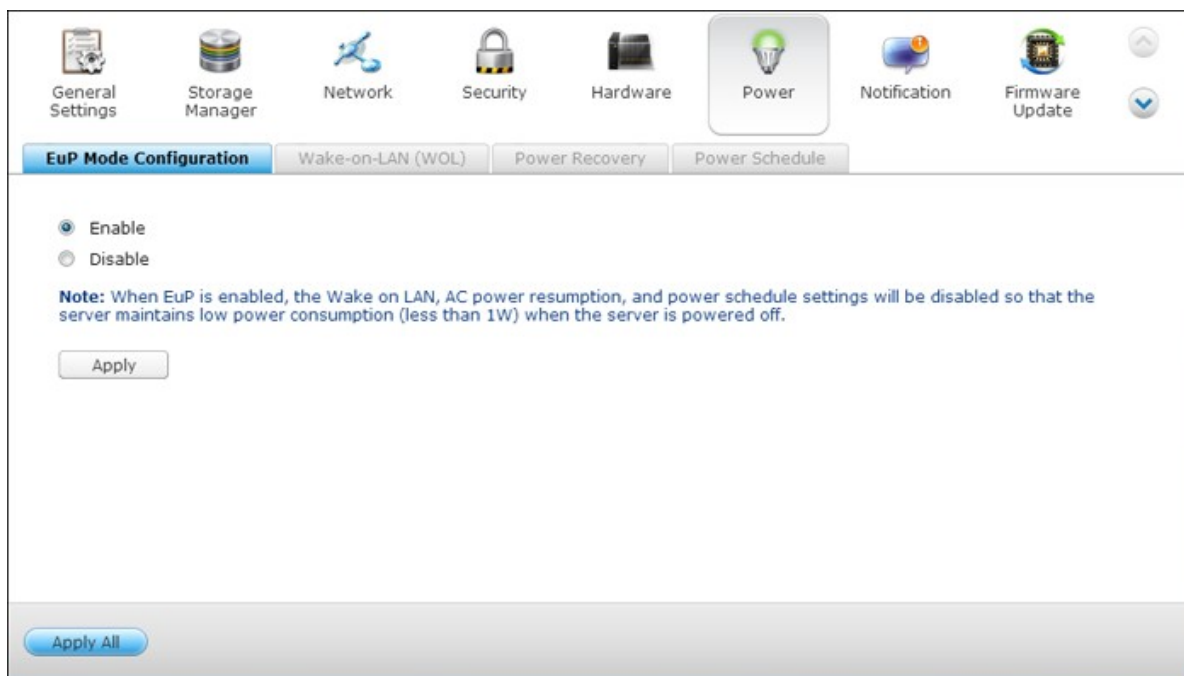 General Settings
Storage Manager
Network
Security
Hardware
Power
Notification
Firmware Update
EuP Mode Configuration
Wake-on-LAN (WOL)
Power Recovery
Power Schedule
Enable
Disable
Note: When EuP is enabled, the Wake on LAN, AC power resumption, and power schedule settings will be disabled so that the
server maintains low power consumption (less than 1W) when the server is powered off.
Apply
Apply All